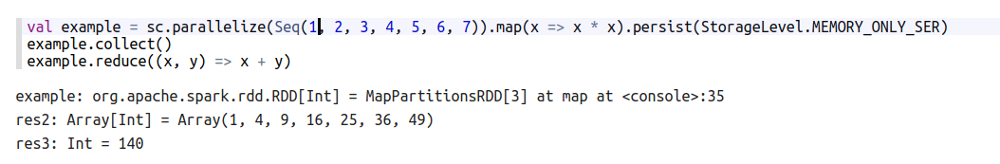 val example = sc.parallelize(Seq(1, 2, 3, 4, 5, 6, 7)).map(x => x * x).persist(StorageLevel.MEMORY_ONLY_SER)
example.collect()
example.reduce((x, y) => x + y)
example: org.apache.spark.rdd.RDD[Int] = MapPartitionsRDD[3] at map at <console>:35
res2: Array[Int] = Array(1, 4, 9, 16, 25, 36, 49)
res3: Int = 140